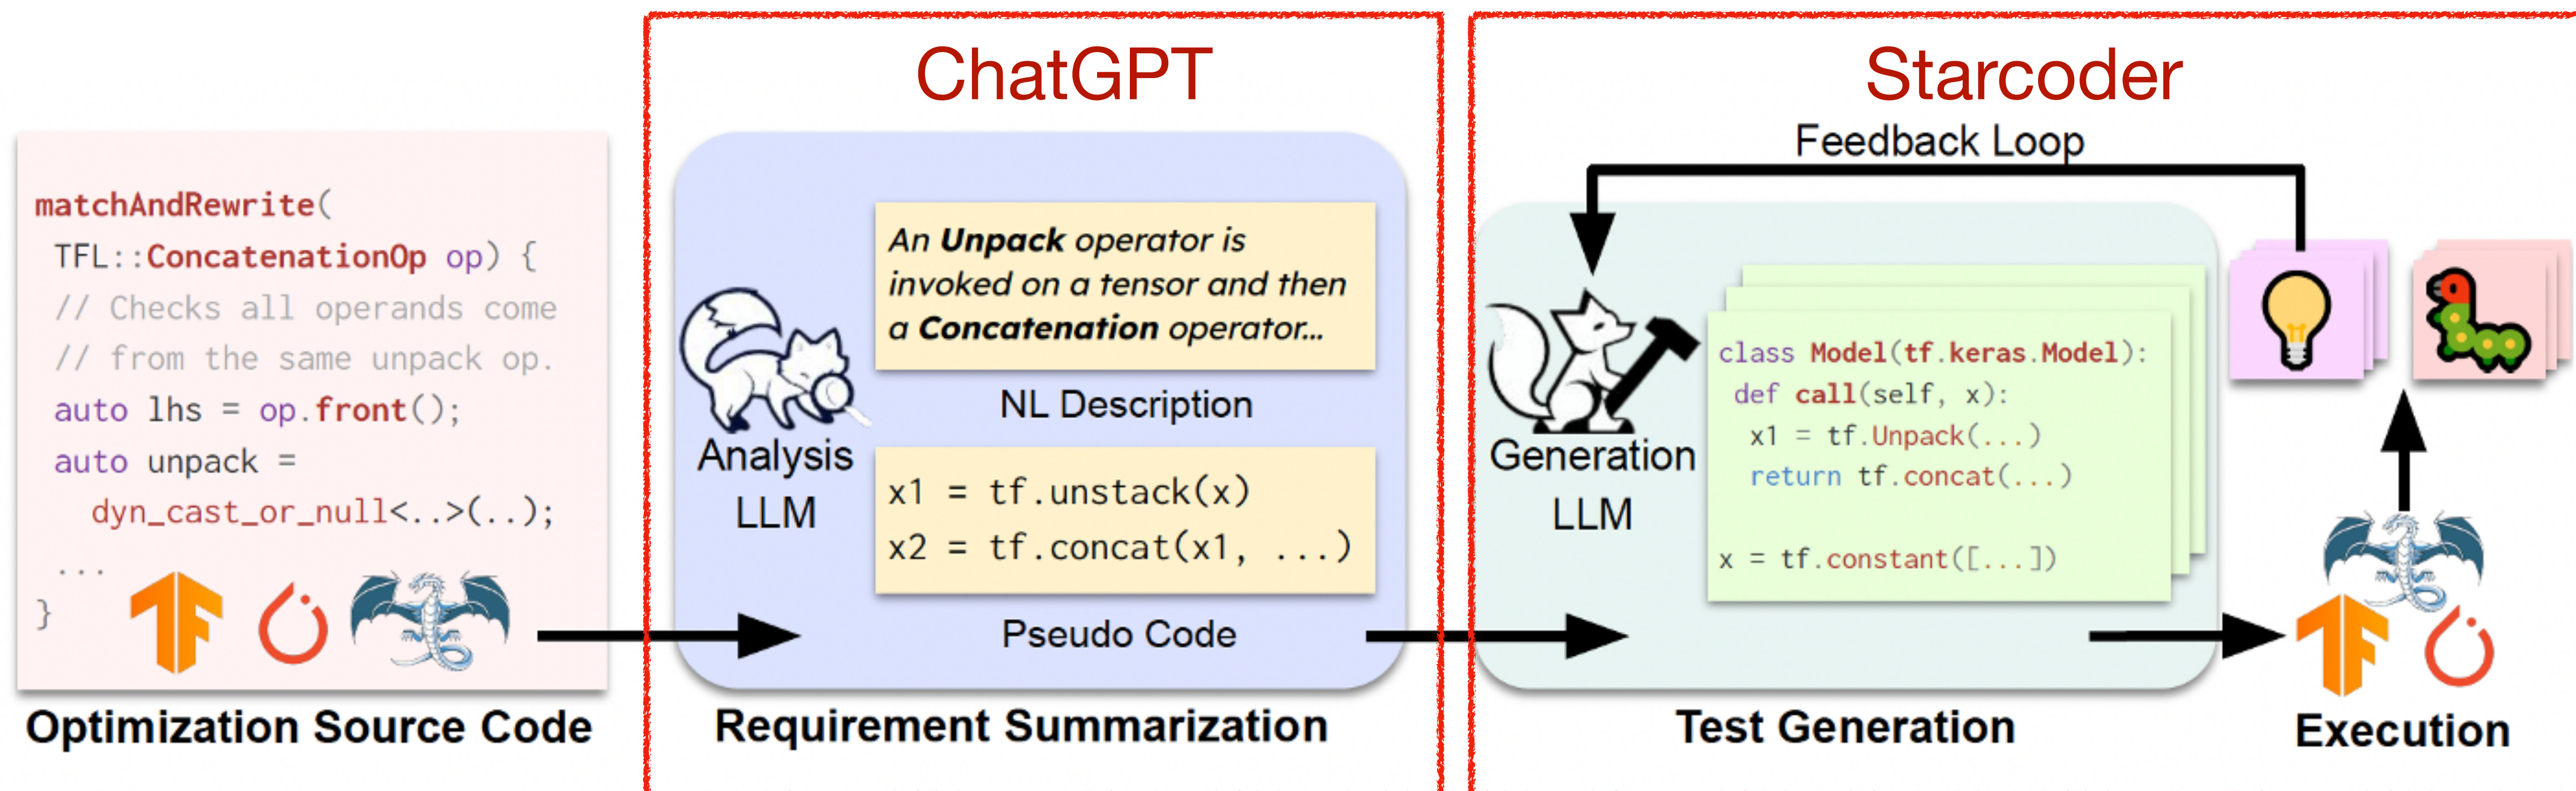 ChatGPT
Starcoder
Feedback Loop
matchAndRewrite(
TFL::ConcatenationOp op) {
// Checks all operands come
// from the same unpack op.
auto lhs = op.front();
auto unpack =
dyn_cast_or_null<..>(..);
...
}
Optimization Source Code
Analysis
LLM
An Unpack operator is
invoked on a tensor and then
a Concatenation operator...
NL Description
x1 = tf.unstack(x)
x2 = tf.concat(x1, ...)
Pseudo Code
Requirement Summarization
Generation
LLM
class Model(tf.keras.Model):
def call(self, x):
x1 = tf.Unpack(...)
return tf.concat(...)
x = tf.constant([...])
Test Generation
Execution